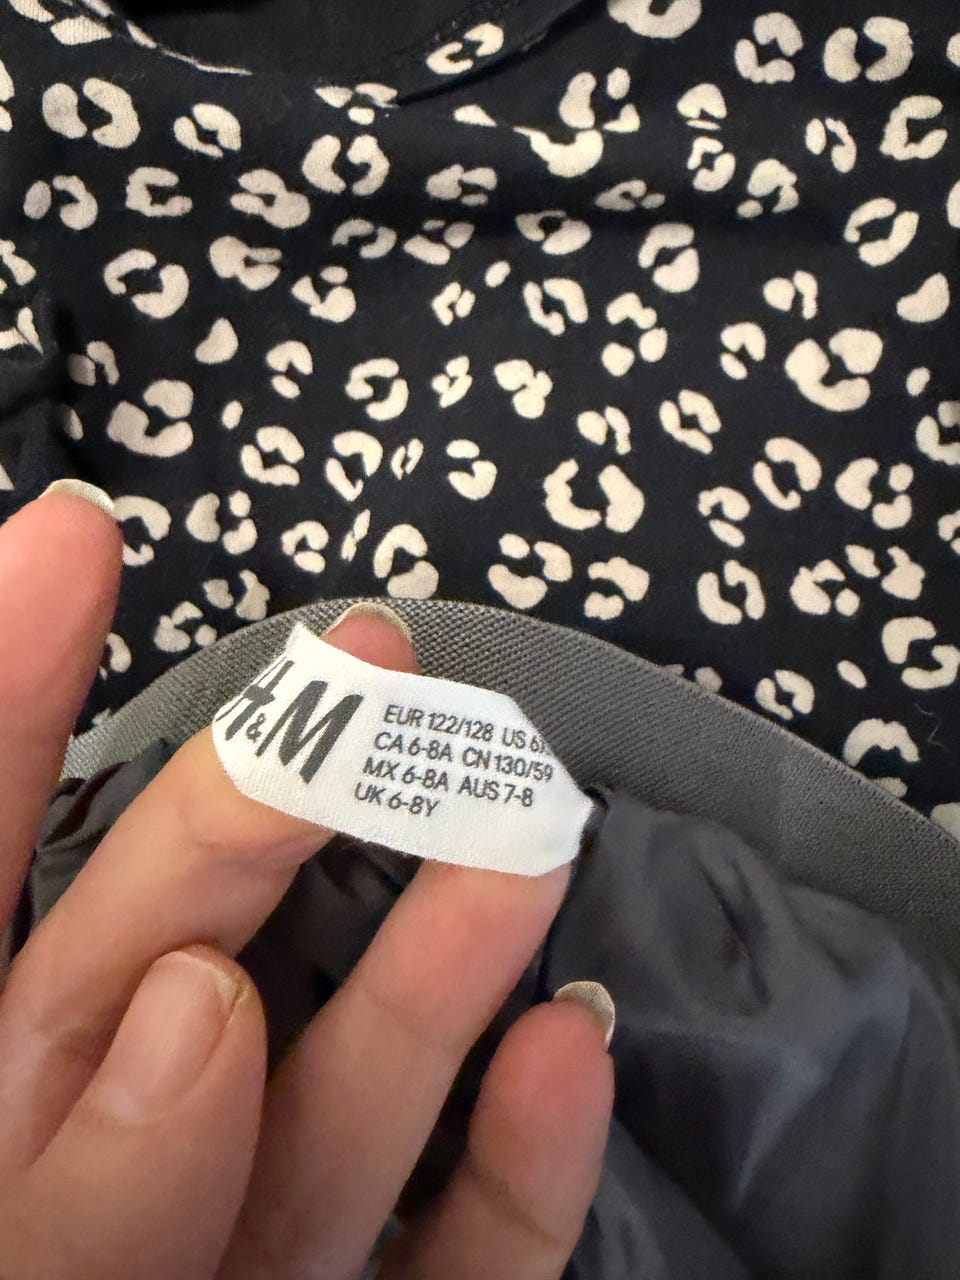 H&M
EUR 122/128 US
CA 6-8A CN 130/59
MX 6-8A AUS 7-8
UK 6-8Y